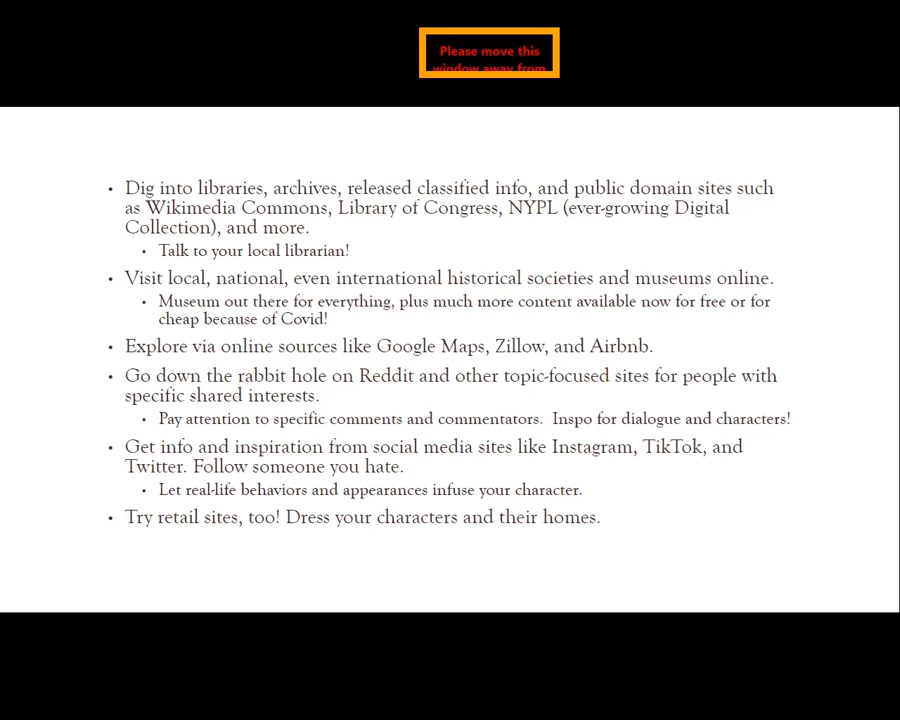 Please move this
window away from
• Dig into libraries, archives, released classified info, and public domain sites such
as Wikimedia Commons, Library of Congress, NYPL (ever-growing Digital
Collection), and more.
• Talk to your local librarian!
• Visit local, national, even international historical societies and museums online.
• Museum out there for everything, plus much more content available now for free or for
cheap because of Covid!
• Explore via online sources like Google Maps, Zillow, and Airbnb.
• Go down the rabbit hole on Reddit and other topic-focused sites for people with
specific shared interests.
• Pay attention to specific comments and commentators.  Inspo for dialogue and characters!
• Get info and inspiration from social media sites like Instagram, TikTok, and
Twitter. Follow someone you hate.
• Let real-life behaviors and appearances infuse your character.
• Try retail sites, too! Dress your characters and their homes.